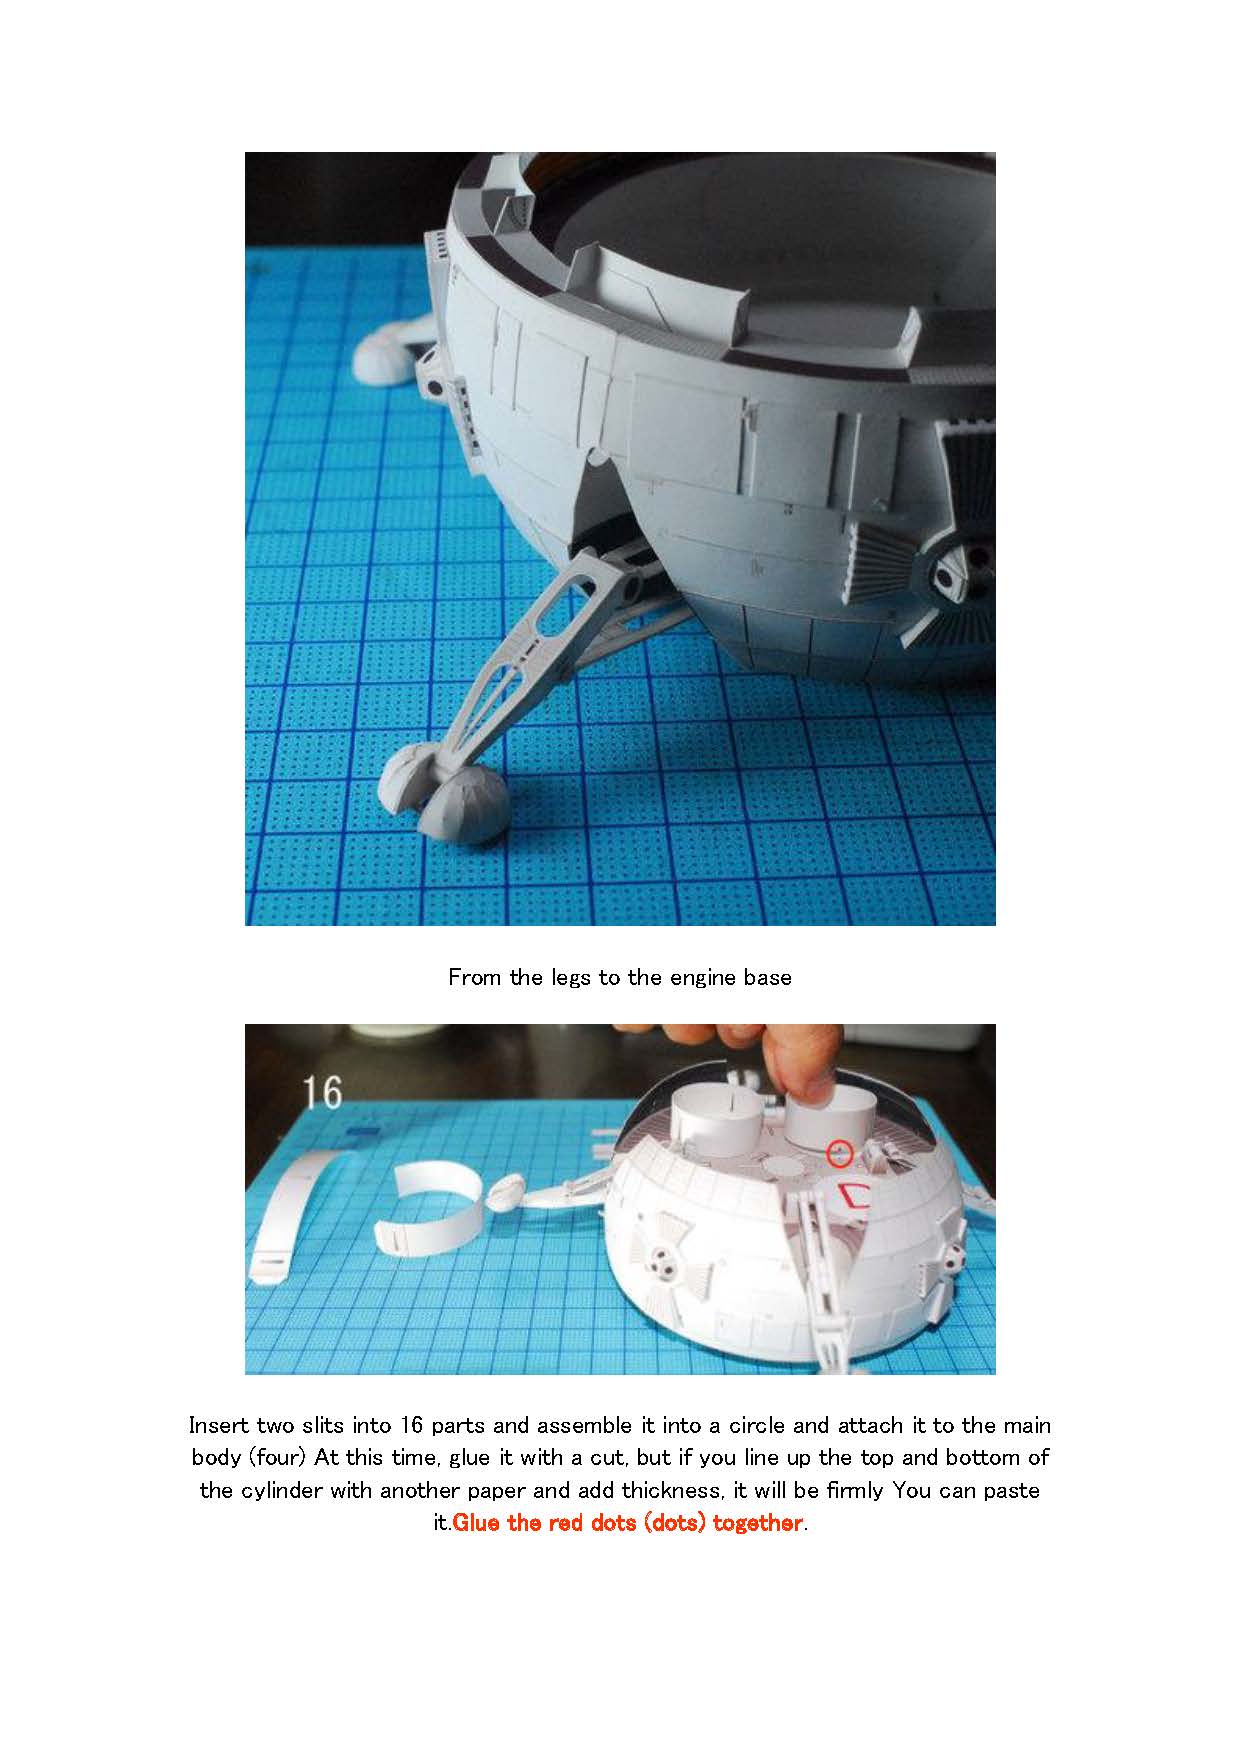 From the legs to the engine base
16
Insert two slits into 16 parts and assemble it into a circle and attach it to the main
body (four) At this time, glue it with a cut, but if you line up the top and bottom of
the cylinder with another paper and add thickness, it will be firmly You can paste
it.Glue the red dots (dots) together.